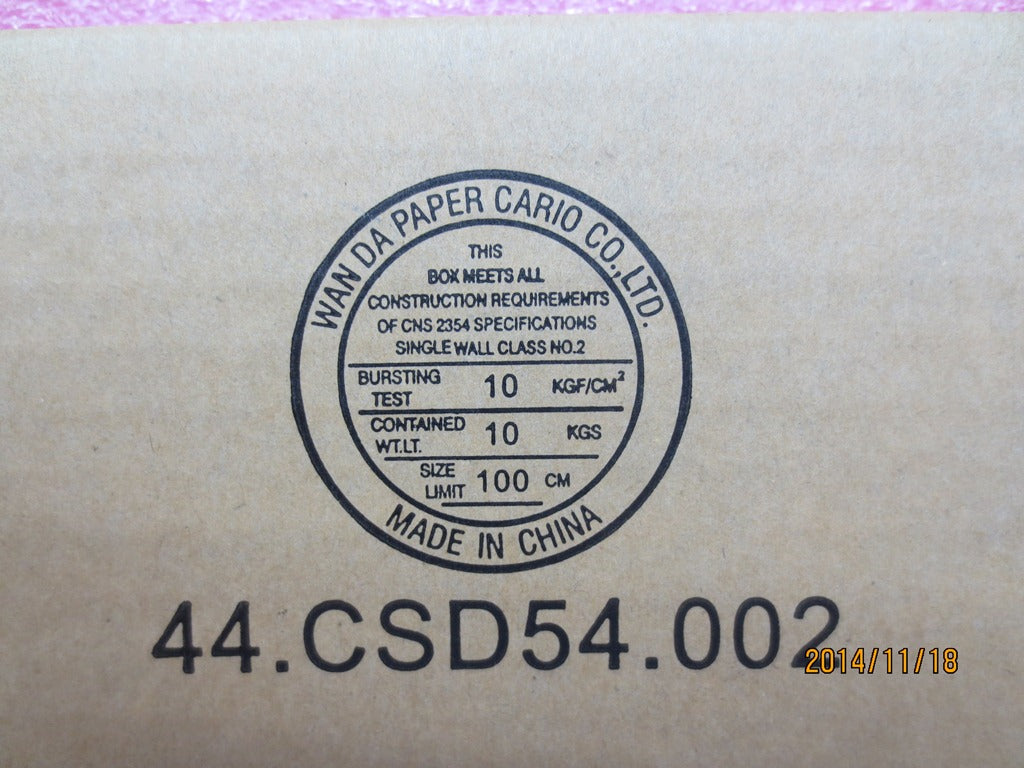 WAN DA PAPER CARIO CO.,LTD.
THIS
BOX MEETS ALL
CONSTRUCTION REQUIREMENTS
OF CNS 2354 SPECIFICATIONS
SINGLE WALL CLASS NO.2
BURSTING TEST 10 KGF/CM²
CONTAINED WT.LT. 10 KGS
SIZE LIMIT 100 CM
MADE IN CHINA
44.CSD54.002
2014/11/18